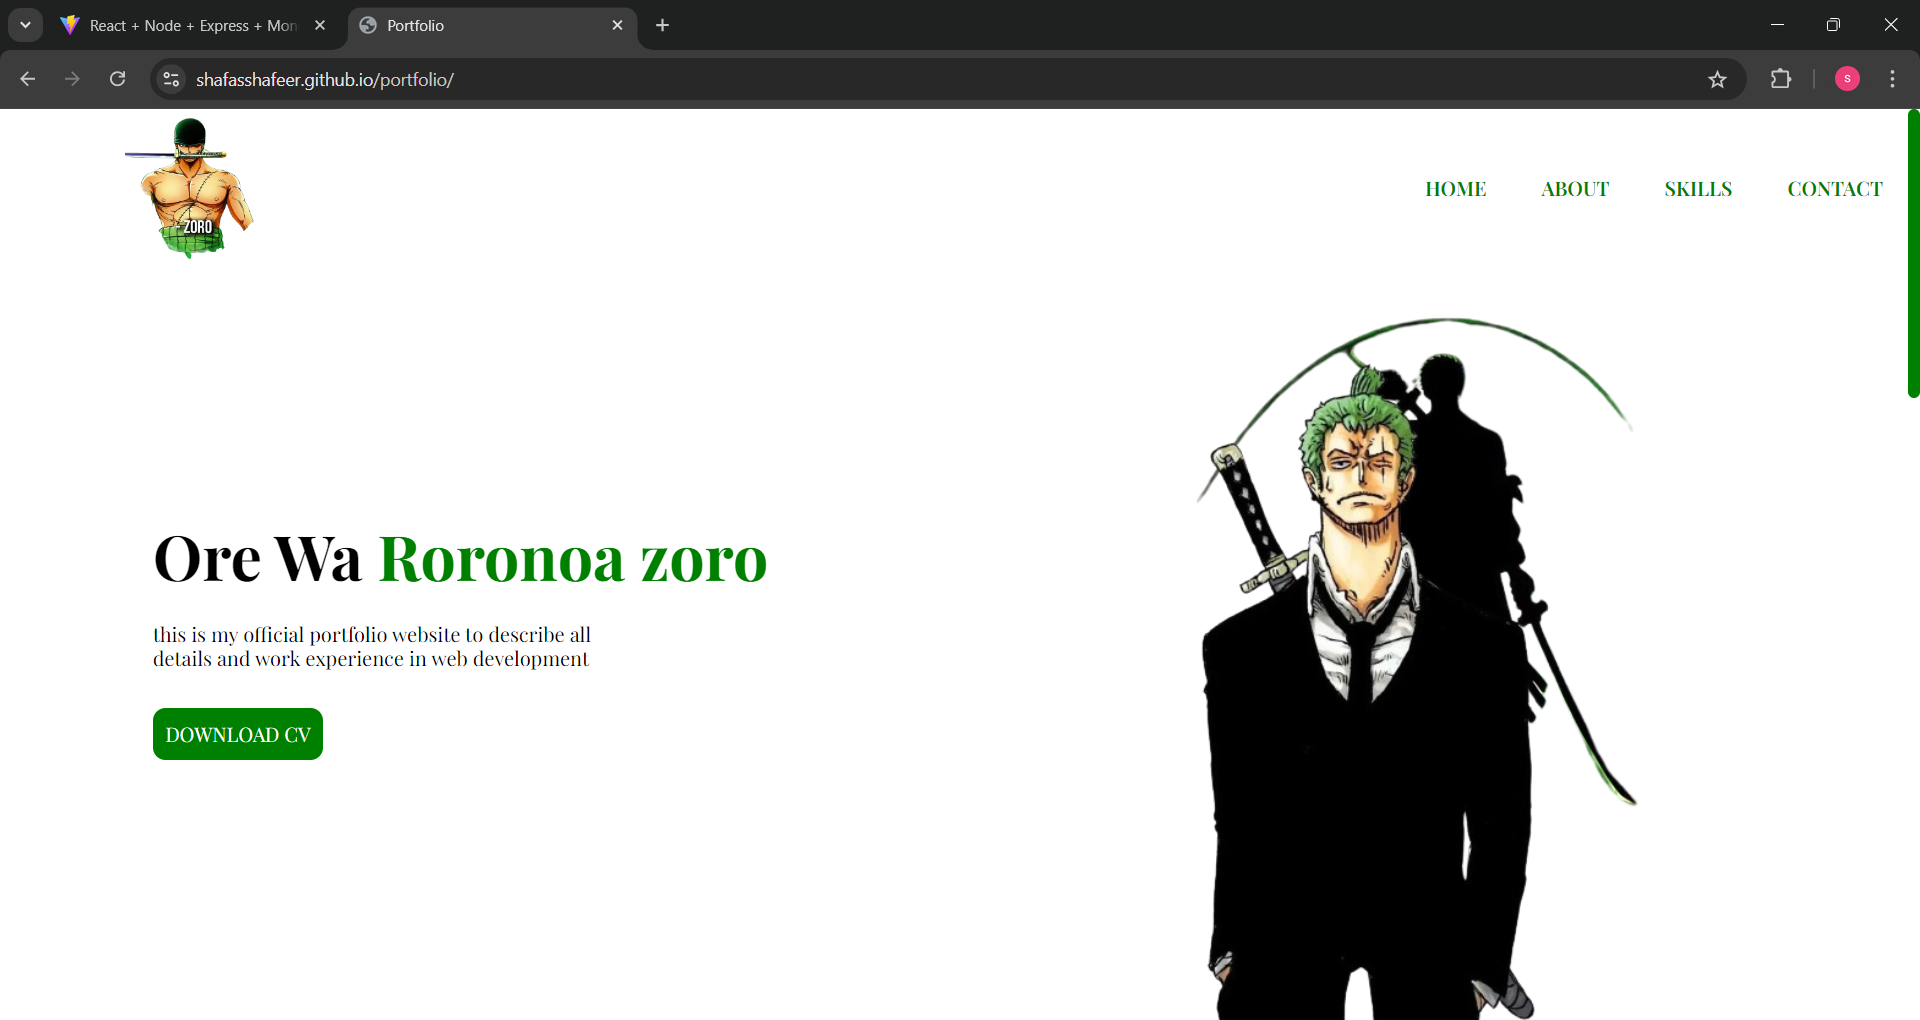 React + Node + Express + Mon
Portfolio
shafasshafeer.github.io/portfolio/
S
ZORO
HOME ABOUT SKILLS CONTACT
Ore Wa Roronoa zoro
this is my official portfolio website to describe all
details and work experience in web development
DOWNLOAD CV